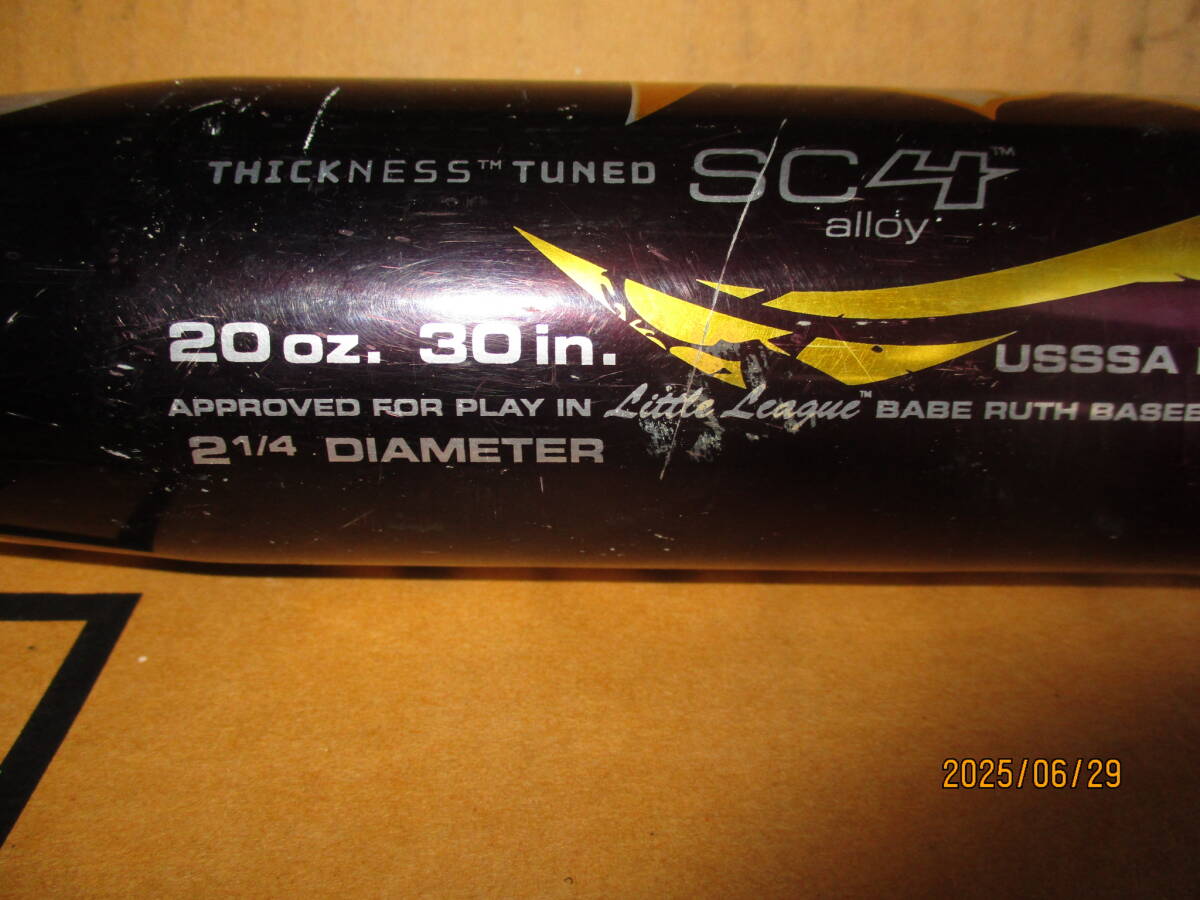 THICKNESS™ TUNED SC4™
alloy
20 oz. 30 in.
USSSA
APPROVED FOR PLAY IN Little League™ BABE RUTH
2 1/4 DIAMETER
2025/06/29